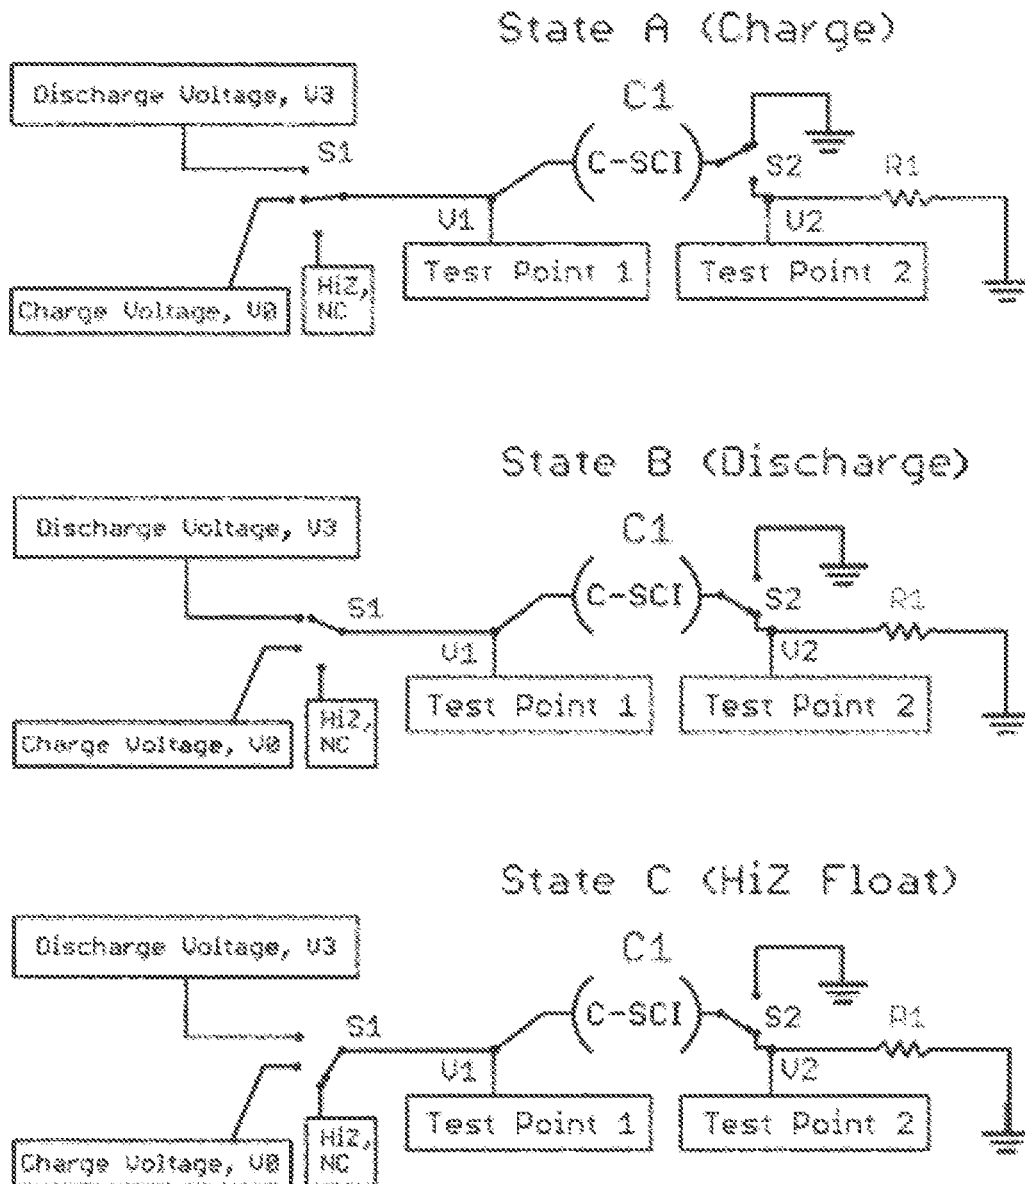 State A (Charge)
Discharge Voltage, V3
C1
S1
(C-SCI)
S2
R1
V1
V2
Test Point 1
Test Point 2
Charge Voltage, V0
HiZ,
NC
State B (Discharge)
Discharge Voltage, V3
C1
S1
(C-SCI)
S2
R1
V1
V2
Test Point 1
Test Point 2
Charge Voltage, V0
HiZ,
NC
State C (HiZ Float)
Discharge Voltage, V3
C1
S1
(C-SCI)
S2
R1
V1
V2
Test Point 1
Test Point 2
Charge Voltage, V0
HiZ,
NC